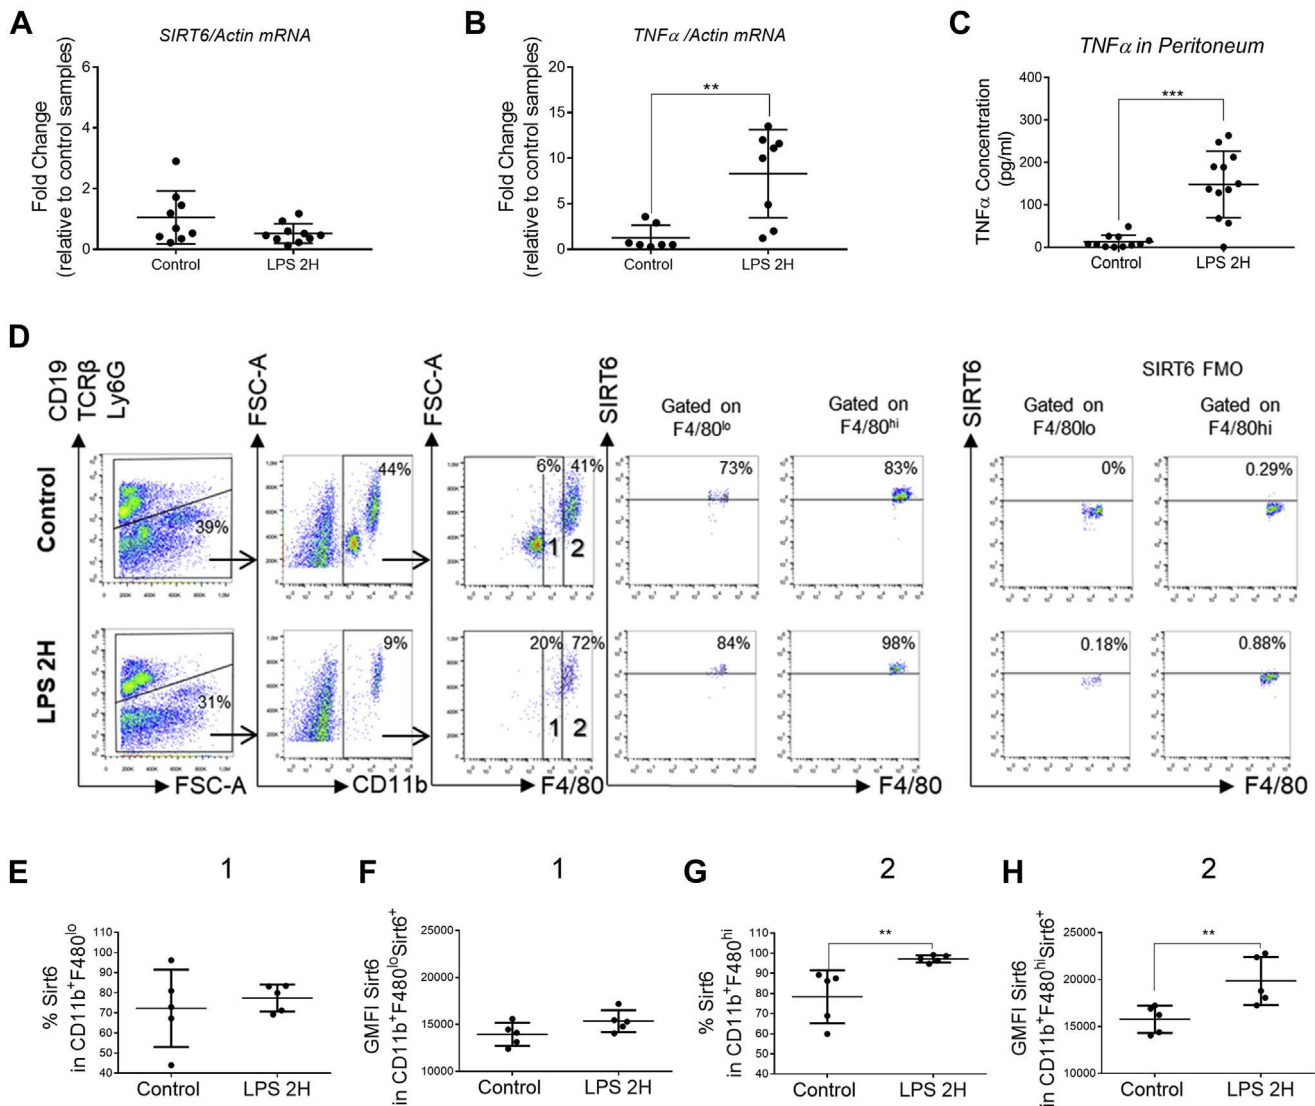 A
SIRT6/Actin mRNA
Fold Change
(relative to control samples)
6
4
2
0
Control
LPS 2H
B
TNFα /Actin mRNA
Fold Change
(relative to control samples)
20
15
10
5
0
**
Control
LPS 2H
C
TNFα in Peritoneum
TNFα Concentration
(pg/ml)
400
300
200
100
0
***
Control
LPS 2H
D
CD19
TCRβ
Ly6G
FSC-A
FSC-A
SIRT6
Gated on
F4/80lo
Gated on
F4/80hi
SIRT6
SIRT6 FMO
Gated on
F4/80lo
Gated on
F4/80hi
Control
39%
44%
6%
41%
1
2
73%
83%
0%
0.29%
LPS 2H
31%
9%
20%
72%
1
2
84%
98%
0.18%
0.88%
FSC-A
CD11b
F4/80
F4/80
F4/80
E
1
% Sirt6
in CD11b+F480lo
110
100
90
80
70
60
50
40
Control
LPS 2H
F
1
GMFI Sirt6
in CD11b+F480loSirt6+
25000
20000
15000
10000
Control
LPS 2H
G
2
% Sirt6
in CD11b+F480hi
110
100
90
80
70
60
50
40
**
Control
LPS 2H
H
2
GMFI Sirt6
in CD11b+F480hiSirt6+
25000
20000
15000
10000
**
Control
LPS 2H